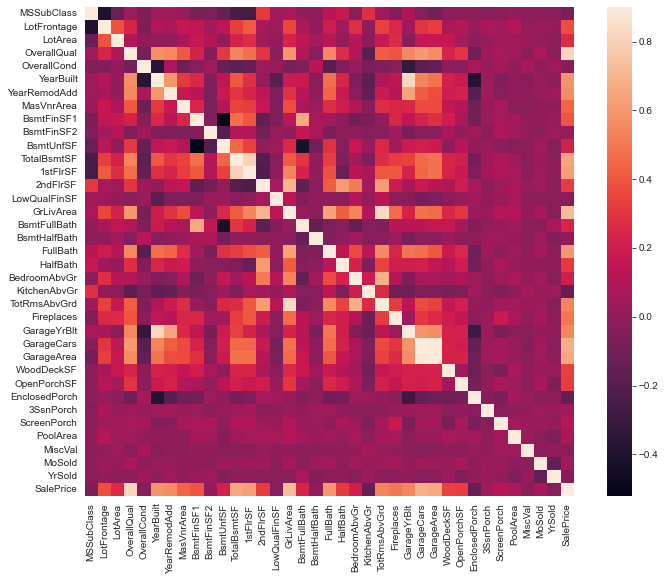 MSSubClass
LotFrontage
LotArea
OverallQual
OverallCond
YearBuilt
YearRemodAdd
MasVnrArea
BsmtFinSF1
BsmtFinSF2
BsmtUnfSF
TotalBsmtSF
1stFlrSF
2ndFlrSF
LowQualFinSF
GrLivArea
BsmtFullBath
BsmtHalfBath
FullBath
HalfBath
BedroomAbvGr
KitchenAbvGr
TotRmsAbvGrd
Fireplaces
GarageYrBlt
GarageCars
GarageArea
WoodDeckSF
OpenPorchSF
EnclosedPorch
3SsnPorch
ScreenPorch
PoolArea
MiscVal
MoSold
YrSold
SalePrice
MSSubClass
LotFrontage
LotArea
OverallQual
OverallCond
YearBuilt
YearRemodAdd
MasVnrArea
BsmtFinSF1
BsmtFinSF2
BsmtUnfSF
TotalBsmtSF
1stFlrSF
2ndFlrSF
LowQualFinSF
GrLivArea
BsmtFullBath
BsmtHalfBath
FullBath
HalfBath
BedroomAbvGr
KitchenAbvGr
TotRmsAbvGrd
Fireplaces
GarageYrBlt
GarageCars
GarageArea
WoodDeckSF
OpenPorchSF
EnclosedPorch
3SsnPorch
ScreenPorch
PoolArea
MiscVal
MoSold
YrSold
SalePrice
0.8
0.6
0.4
0.2
0.0
−0.2
−0.4